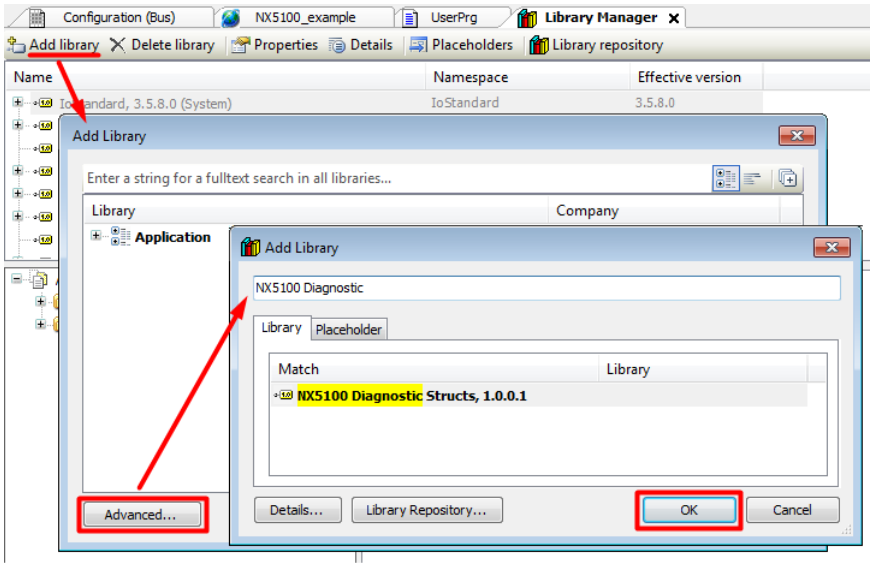 Configuration (Bus) NX5100_example UserPrg Library Manager x
Add library Delete library Properties Details Placeholders Library repository
Name Namespace Effective version
IoStandard, 3.5.8.0 (System) IoStandard 3.5.8.0
Add Library
Enter a string for a fulltext search in all libraries...
Library Company
Application
Add Library
NX5100 Diagnostic
Library Placeholder
Match Library
NX5100 Diagnostic Structs, 1.0.0.1
Advanced...
Details... Library Repository... OK Cancel